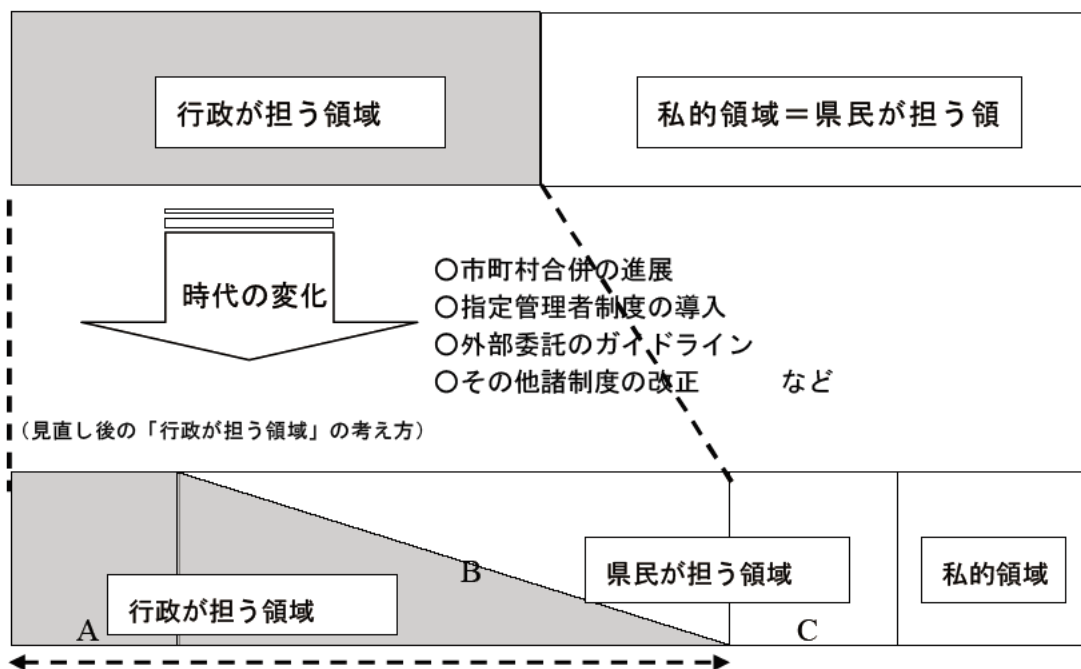 行政が担う領域
私的領域＝県民が担う領
時代の変化
○市町村合併の進展
○指定管理者制度の導入
○外部委託のガイドライン
○その他諸制度の改正　　など
（見直し後の「行政が担う領域」の考え方）
B
県民が担う領域
私的領域
行政が担う領域
A
C